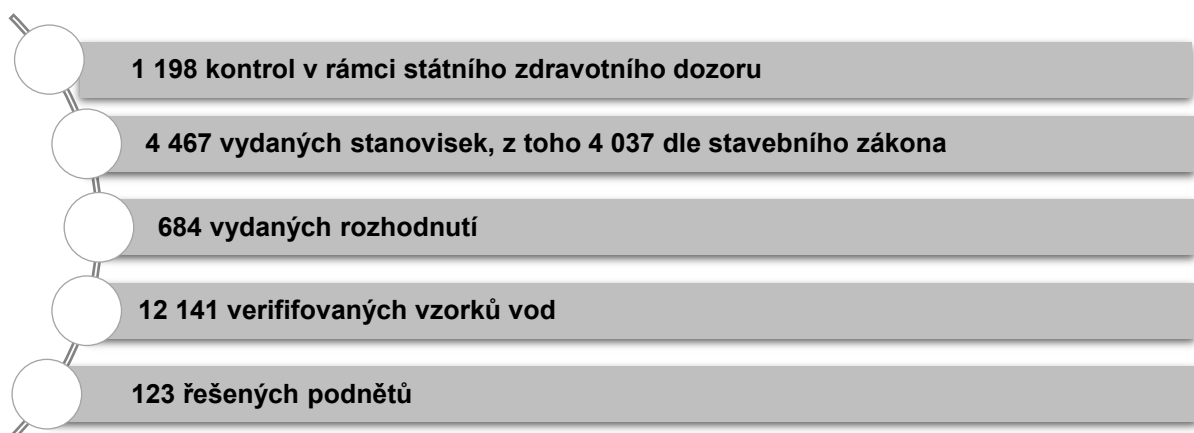 1 198 kontrol v rámci státního zdravotního dozoru
4 467 vydaných stanovisek, z toho 4 037 dle stavebního zákona
684 vydaných rozhodnutí
12 141 verififovaných vzorků vod
123 řešených podnětů